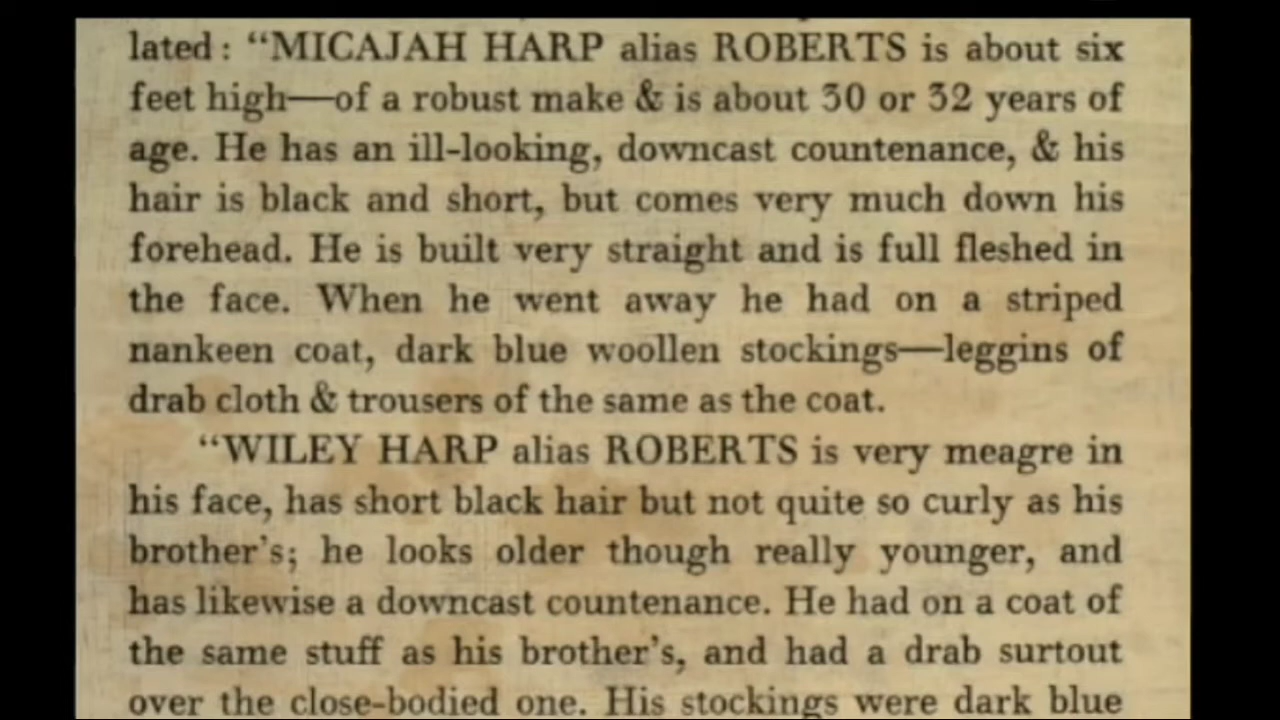 lated: “MICAJAH HARP alias ROBERTS is about six
feet high—of a robust make & is about 30 or 32 years of
age. He has an ill-looking, downcast countenance, & his
hair is black and short, but comes very much down his
forehead. He is built very straight and is full fleshed in
the face. When he went away he had on a striped
nankeen coat, dark blue woollen stockings—leggins of
drab cloth & trousers of the same as the coat.
“WILEY HARP alias ROBERTS is very meagre in
his face, has short black hair but not quite so curly as his
brother’s; he looks older though really younger, and
has likewise a downcast countenance. He had on a coat of
the same stuff as his brother’s, and had a drab surtout
over the close-bodied one. His stockings were dark blue